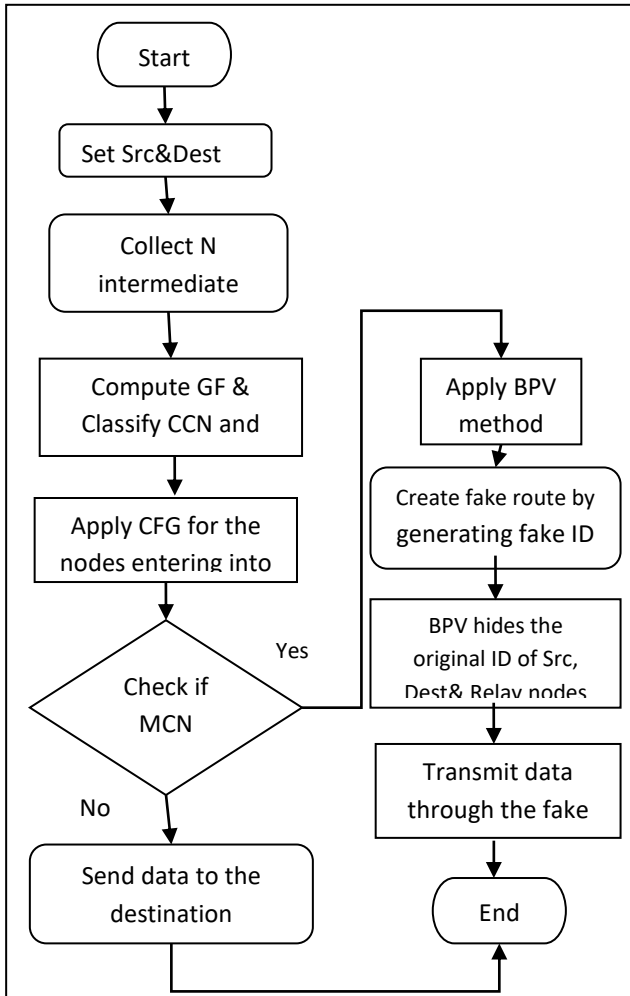 Start
Set Src&Dest
Collect N
intermediate
Compute GF &
Classify CCN and
Apply CFG for the
nodes entering into
Check if
MCN
Yes
No
Send data to the
destination
Apply BPV
method
Create fake route by
generating fake ID
BPV hides the
original ID of Src,
Dest& Relay nodes
Transmit data
through the fake
End